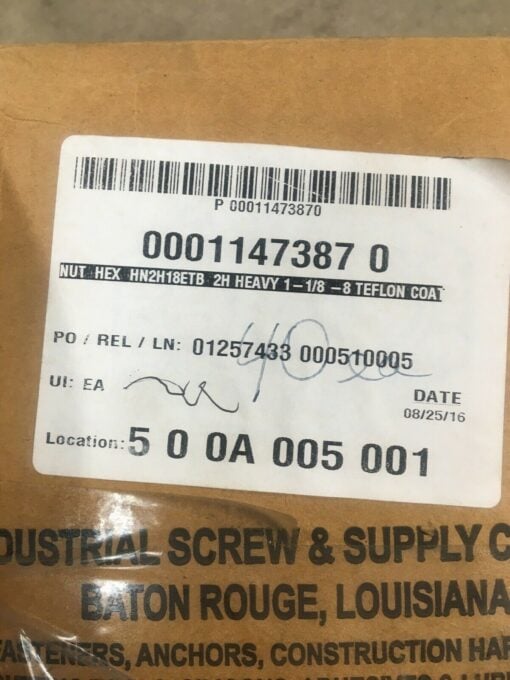 P 00011473870
0001147387 0
NUT HEX HN2H18ETB 2H HEAVY 1-1/8 -8 TEFLON COAT
PO / REL / LN: 01257433 000510005
40 ea
UI: EA
DATE
08/25/16
Location: 5 0 0A 005 001
DUSTRIAL SCREW & SUPPLY C
BATON ROUGE, LOUISIANA
FASTENERS, ANCHORS, CONSTRUCTION HAR